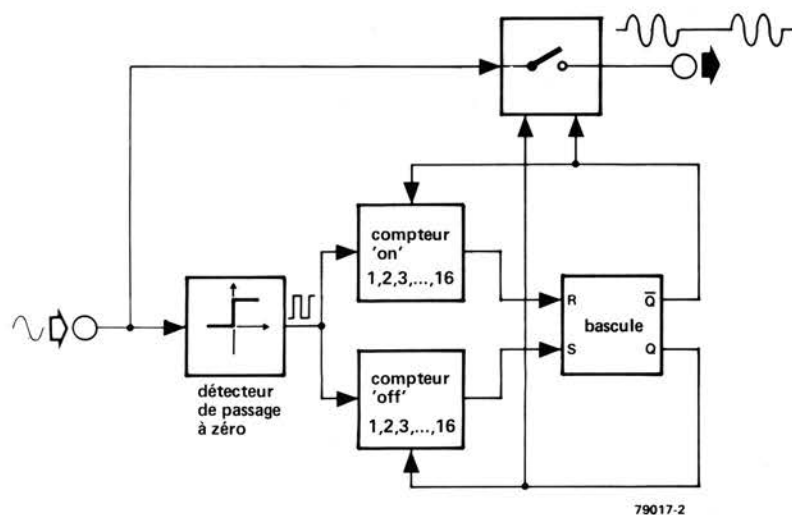 compteur
'on'
1,2,3,...,16
R
Q̅
bascule
S
Q
compteur
'off'
1,2,3,...,16
détecteur
de passage
à zéro
79017-2